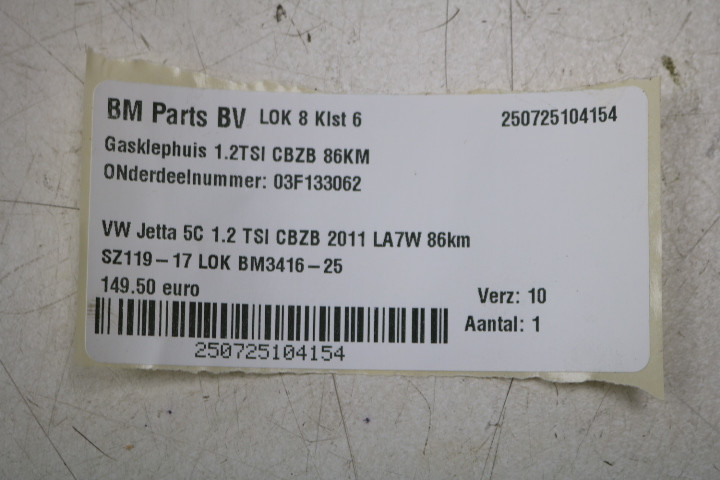 BM Parts BV LOK 8 Klst 6 250725104154
Gasklephuis 1.2TSI CBZB 86KM
ONderdeelnummer: 03F133062
VW Jetta 5C 1.2 TSI CBZB 2011 LA7W 86km
SZ119-17 LOK BM3416-25
149.50 euro
Verz: 10
Aantal: 1
250725104154